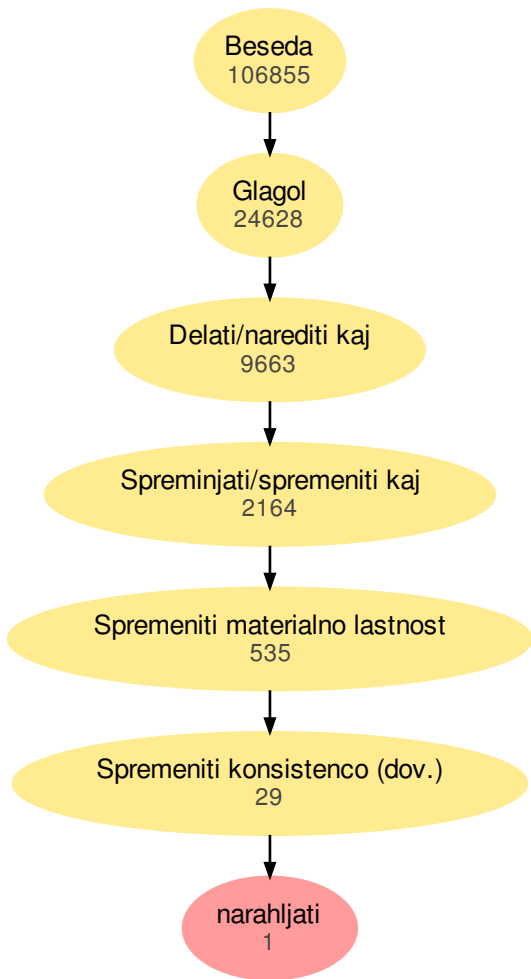 Beseda
106855
Glagol
24628
Delati/narediti kaj
9663
Spreminjati/spremeniti kaj
2164
Spremeniti materialno lastnost
535
Spremeniti konsistenco (dov.)
29
narahljati
1